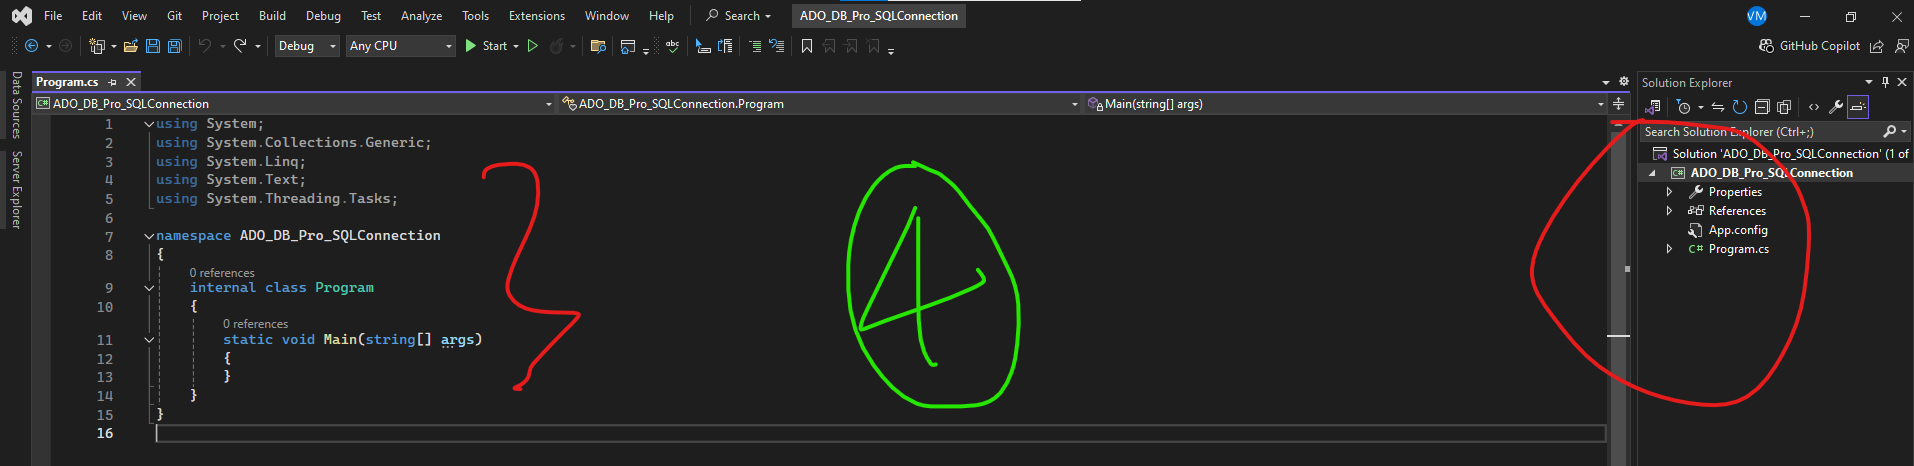 File Edit View Git Project Build Debug Test Analyze Tools Extensions Window Help Search ADO_DB_Pro_SQLConnection VM
Debug Any CPU Start abc GitHub Copilot
Data Sources
Server Explorer
Program.cs
ADO_DB_Pro_SQLConnection ADO_DB_Pro_SQLConnection.Program Main(string[] args)
1 using System;
2 using System.Collections.Generic;
3 using System.Linq;
4 using System.Text;
5 using System.Threading.Tasks;
6
7 namespace ADO_DB_Pro_SQLConnection
8 {
0 references
9 internal class Program
10 {
0 references
11 static void Main(string[] args)
12 {
13 }
14 }
15 }
16
4
Solution Explorer
Search Solution Explorer (Ctrl+;)
Solution 'ADO_DB_Pro_SQLConnection' (1 of
C# ADO_DB_Pro_SQLConnection
Properties
References
App.config
C# Program.cs